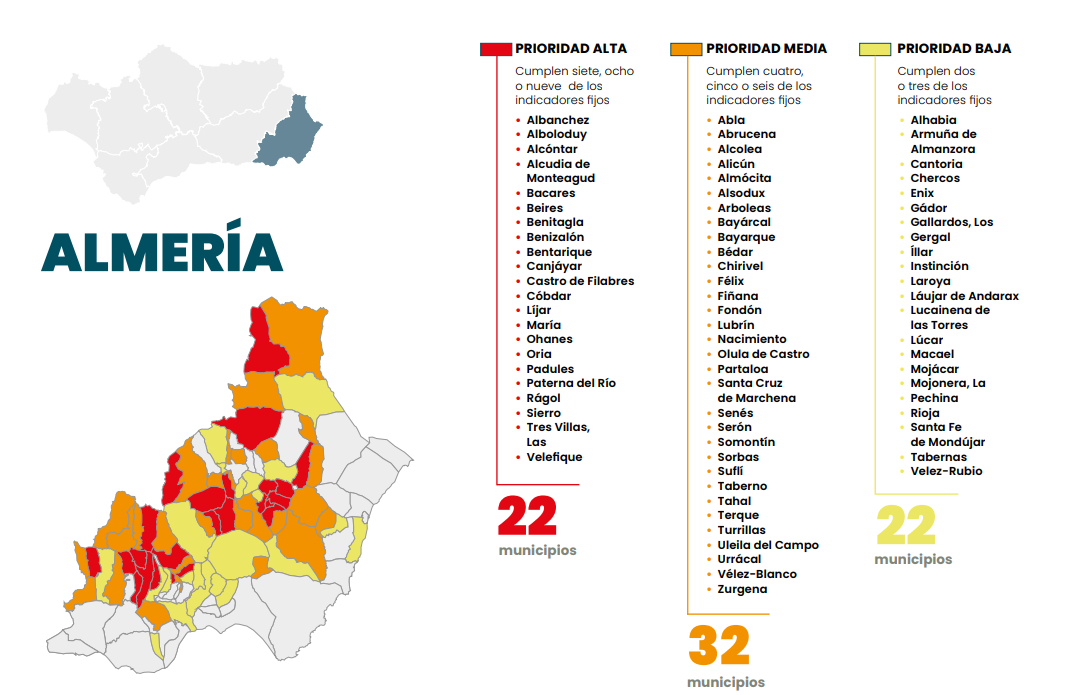 ALMERÍA
PRIORIDAD ALTA
Cumplen siete, ocho
o nueve de los
indicadores fijos
• Albanchez
• Alboloduy
• Alcóntar
• Alcudia de
Monteagud
• Bacares
• Beires
• Benitagla
• Benizalón
• Bentarique
• Canjáyar
• Castro de Filabres
• Cóbdar
• Líjar
• María
• Ohanes
• Oria
• Padules
• Paterna del Río
• Rágol
• Sierro
• Tres Villas,
Las
• Velefique
22
municipios
PRIORIDAD MEDIA
Cumplen cuatro,
cinco o seis de los
indicadores fijos
• Abla
• Abrucena
• Alcolea
• Alicún
• Almócita
• Alsodux
• Arboleas
• Bayárcal
• Bayarque
• Bédar
• Chirivel
• Félix
• Fiñana
• Fondón
• Lubrín
• Nacimiento
• Olula de Castro
• Partaloa
• Santa Cruz
de Marchena
• Senés
• Serón
• Somontín
• Sorbas
• Suflí
• Taberno
• Tahal
• Terque
• Turrillas
• Uleila del Campo
• Urrácal
• Vélez-Blanco
• Zurgena
32
municipios
PRIORIDAD BAJA
Cumplen dos
o tres de los
indicadores fijos
• Alhabia
• Armuña de
Almanzora
• Cantoria
• Chercos
• Enix
• Gádor
• Gallardos, Los
• Gergal
• Íllar
• Instinción
• Laroya
• Láujar de Andarax
• Lucainena de
las Torres
• Lúcar
• Macael
• Mojácar
• Mojonera, La
• Pechina
• Rioja
• Santa Fe
de Mondújar
• Tabernas
• Velez-Rubio
22
municipios